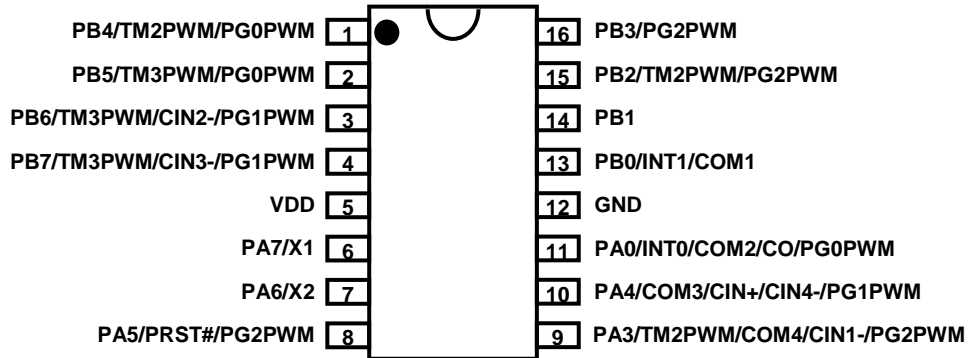 PB4/TM2PWM/PG0PWM 1 16 PB3/PG2PWM
PB5/TM3PWM/PG0PWM 2 15 PB2/TM2PWM/PG2PWM
PB6/TM3PWM/CIN2-/PG1PWM 3 14 PB1
PB7/TM3PWM/CIN3-/PG1PWM 4 13 PB0/INT1/COM1
VDD 5 12 GND
PA7/X1 6 11 PA0/INT0/COM2/CO/PG0PWM
PA6/X2 7 10 PA4/COM3/CIN+/CIN4-/PG1PWM
PA5/PRST#/PG2PWM 8 9 PA3/TM2PWM/COM4/CIN1-/PG2PWM